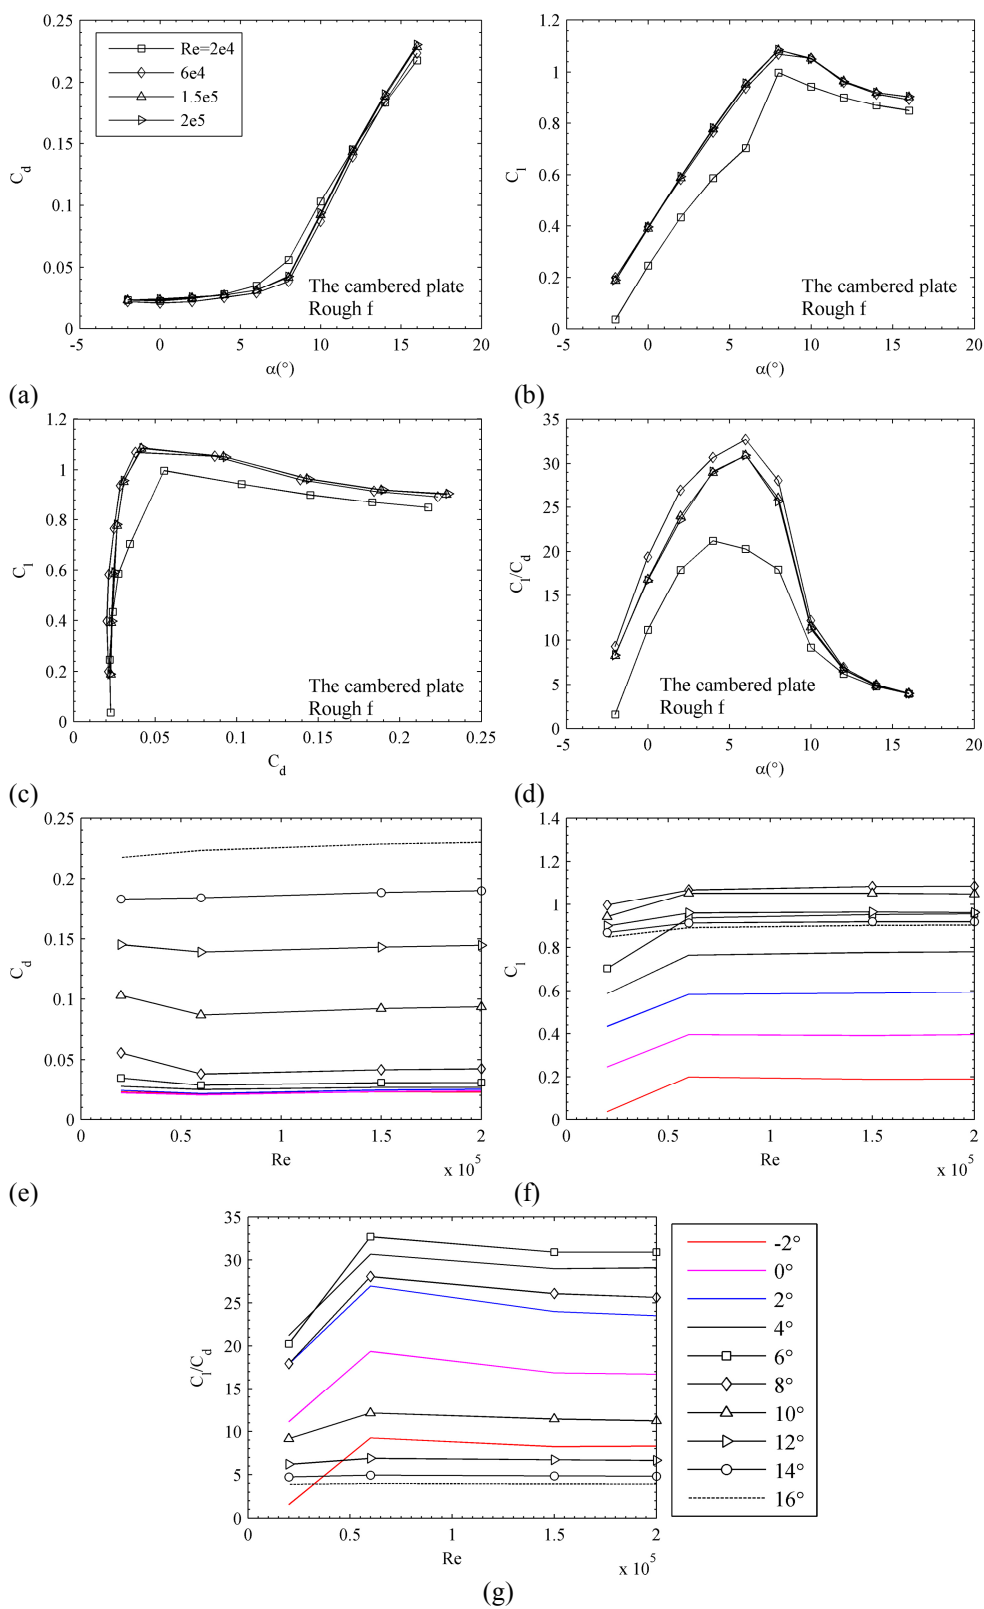 0.25
0.2
0.15
0.1
0.05
0
-5 0 5 10 15 20
C_d
α(°)
Re=2e4
6e4
1.5e5
2e5
The cambered plate
Rough f
(a)
1.2
1
0.8
0.6
0.4
0.2
0
-5 0 5 10 15 20
C_l
α(°)
The cambered plate
Rough f
(b)
1.2
1
0.8
0.6
0.4
0.2
0
0 0.05 0.1 0.15 0.2 0.25
C_l
C_d
The cambered plate
Rough f
(c)
35
30
25
20
15
10
5
0
-5 0 5 10 15 20
C_l/C_d
α(°)
The cambered plate
Rough f
(d)
0.25
0.2
0.15
0.1
0.05
0
0 0.5 1 1.5 2
C_d
Re
x 10⁵
(e)
1.4
1.2
1
0.8
0.6
0.4
0.2
0
0 0.5 1 1.5 2
C_l
Re
x 10⁵
(f)
35
30
25
20
15
10
5
0
0 0.5 1 1.5 2
C_l/C_d
Re
x 10⁵
-2°
0°
2°
4°
6°
8°
10°
12°
14°
16°
(g)